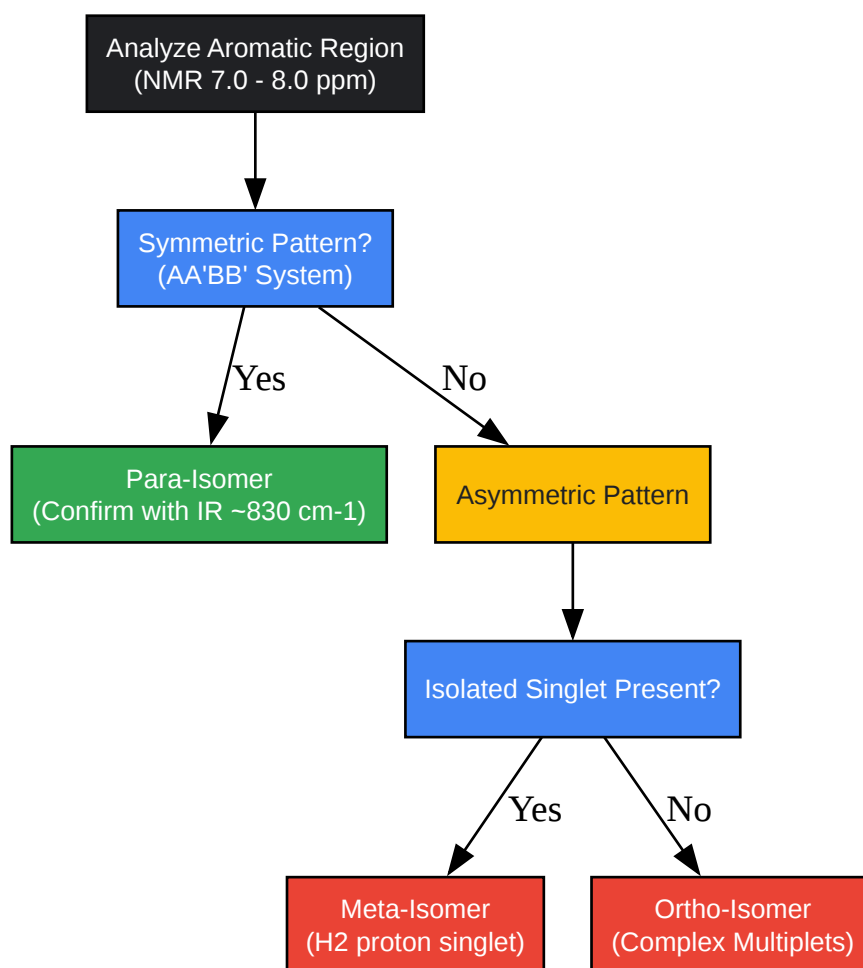 Analyze Aromatic Region
(NMR 7.0 - 8.0 ppm)
Symmetric Pattern?
(AA'BB' System)
Yes
No
Para-Isomer
(Confirm with IR ~830 cm-1)
Asymmetric Pattern
Isolated Singlet Present?
Yes
No
Meta-Isomer
(H2 proton singlet)
Ortho-Isomer
(Complex Multiplets)